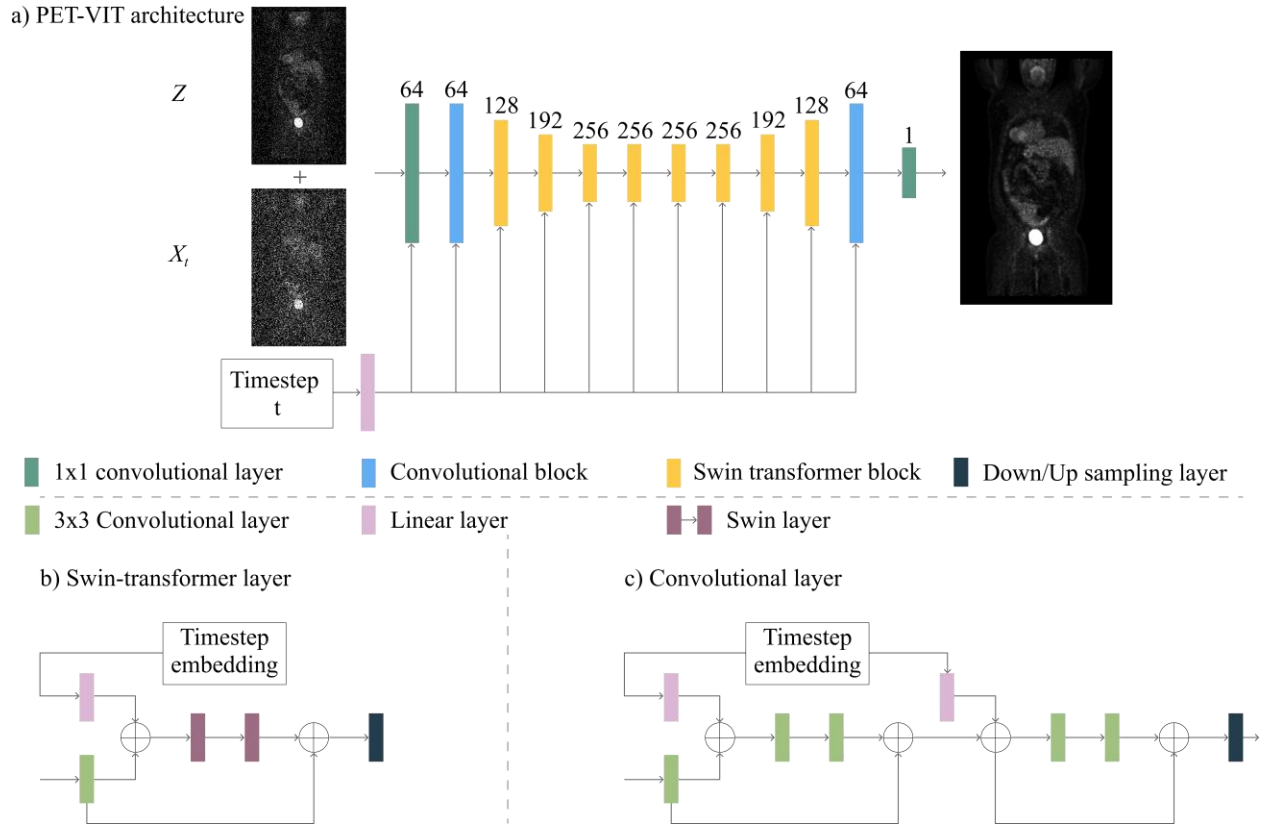 a) PET-VIT architecture
Z
+
X_t
64
64
128
192
256
256
256
256
192
128
64
1
Timestep
t
1x1 convolutional layer
Convolutional block
Swin transformer block
Down/Up sampling layer
3x3 Convolutional layer
Linear layer
Swin layer
b) Swin-transformer layer
Timestep
embedding
c) Convolutional layer
Timestep
embedding